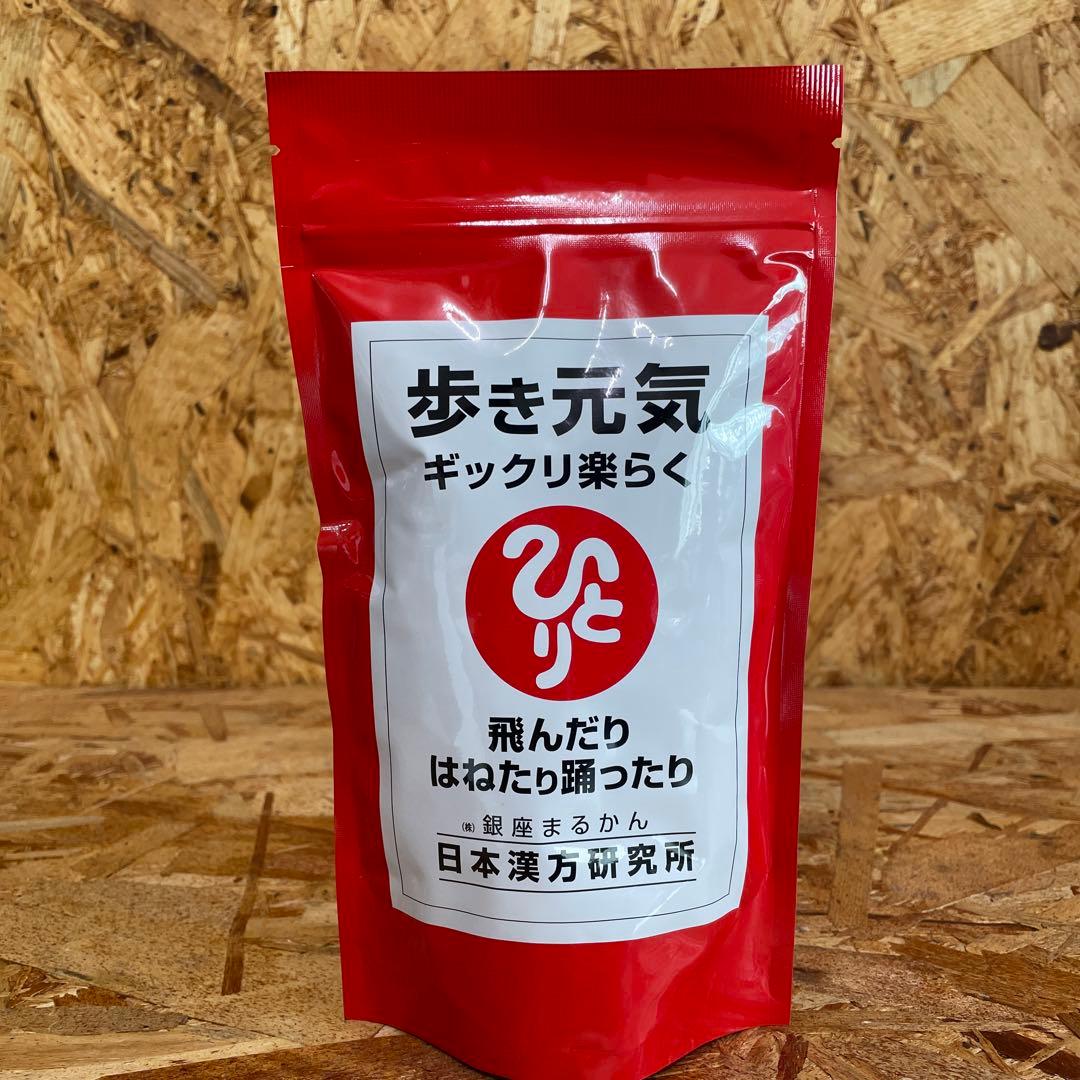 歩き元気
ギックリ楽らく
ひとり
飛んだり
はねたり踊ったり
㈱銀座まるかん
日本漢方研究所